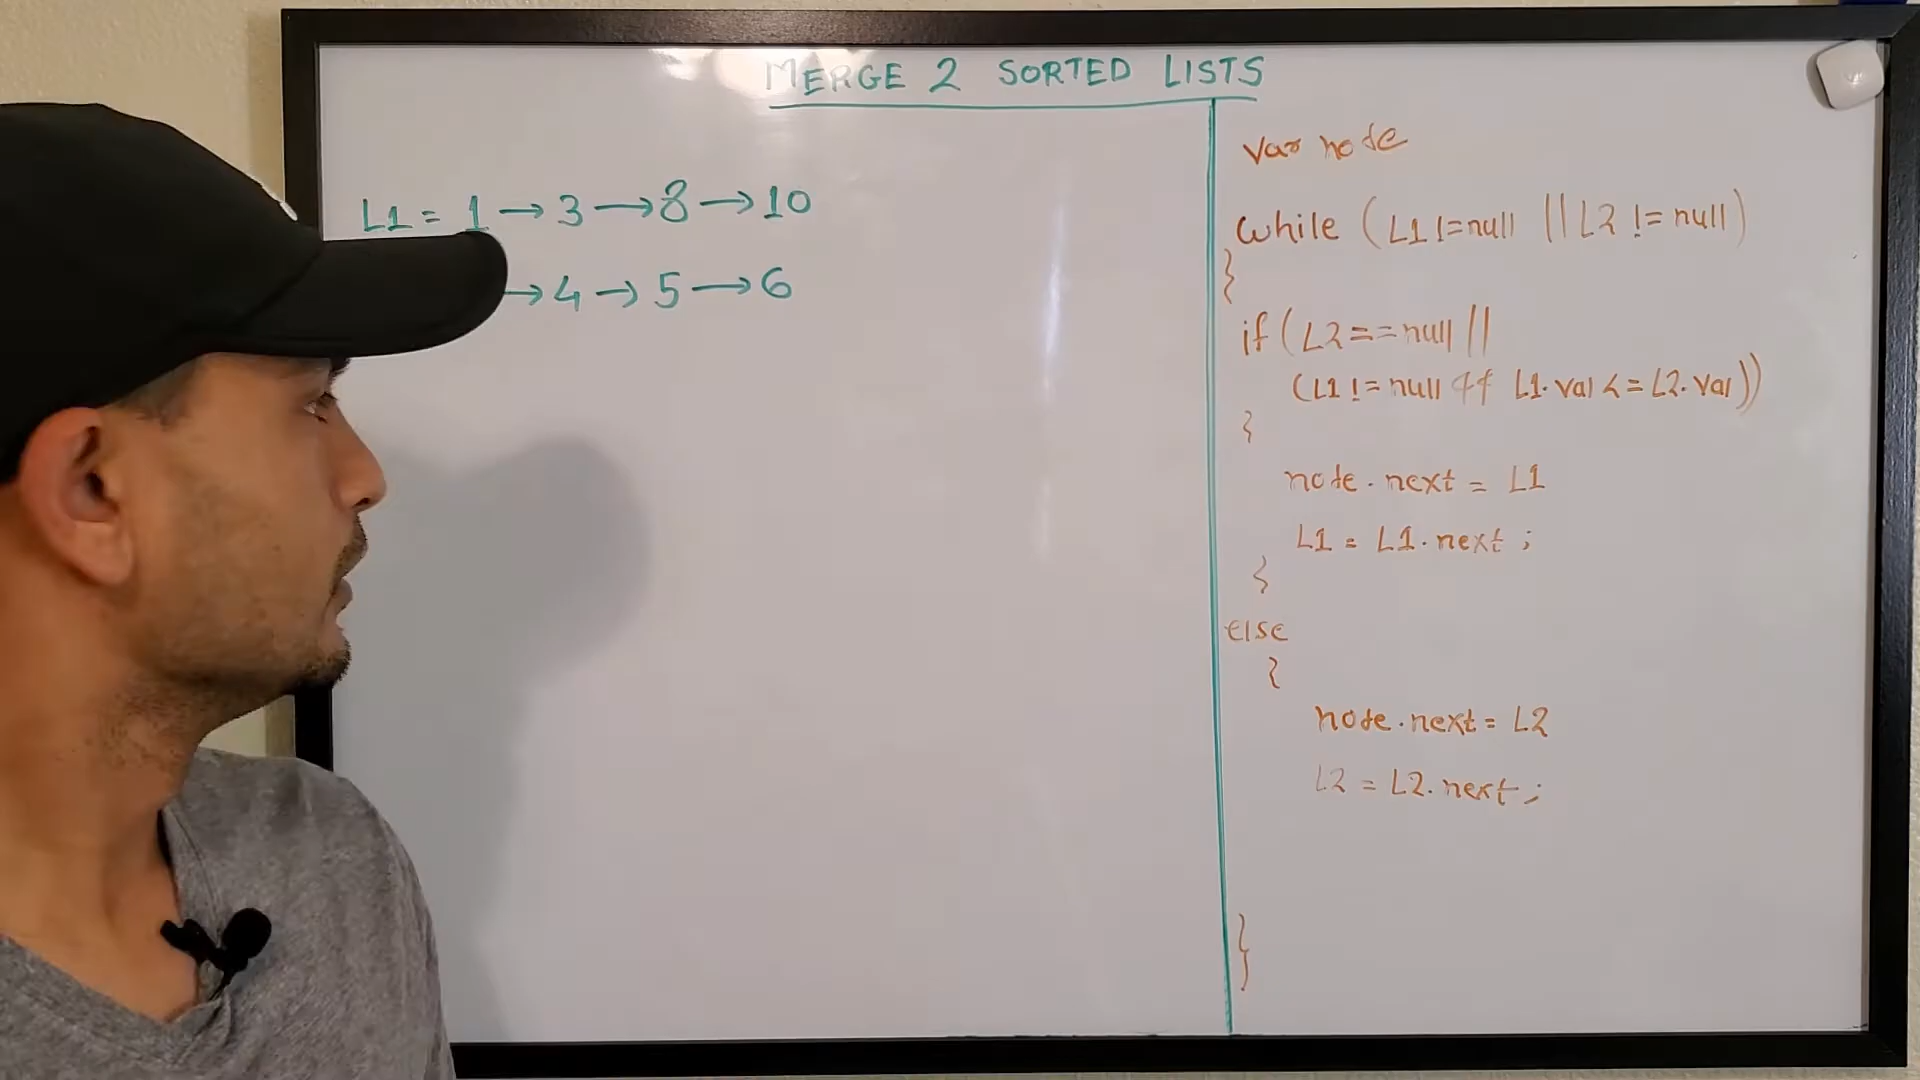 MERGE 2 SORTED LISTS
L1 = 1 → 3 → 8 → 10
→ 4 → 5 → 6
var node
while (L1 != null || L2 != null)
}
if (L2 == null ||
(L1 != null && L1.val <= L2.val))
{
node.next = L1
L1 = L1.next ;
}
else
{
node.next = L2
L2 = L2.next ;
}